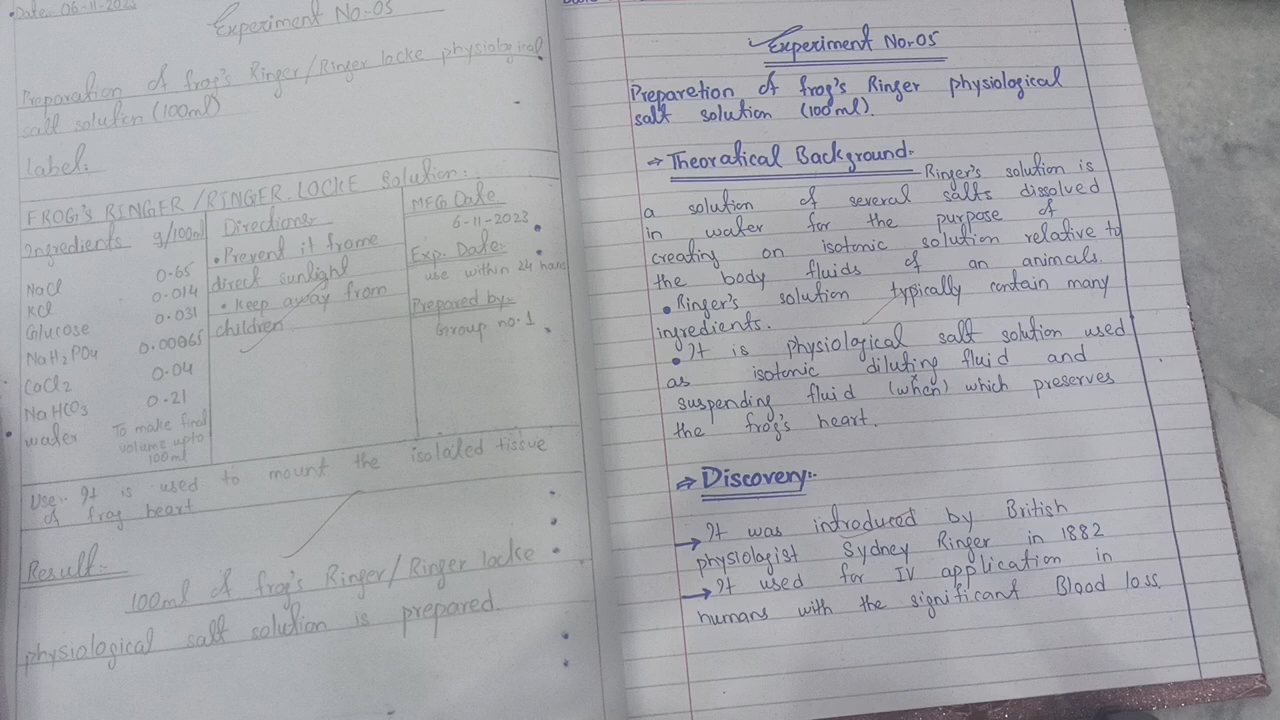 Date:- 06-11-2023
Experiment No-05
Preparation of frog's Ringer/Ringer locke physiological
salt solution (100ml)
Label:-
FROG'S RINGER/RINGER.LOCKE Solution:-
Ingredients g/100ml
NaCl 0.65
KCl 0.014
Glucose 0.031
NaH2PO4 0.00065
CaCl2 0.04
NaHCO3 0.21
water To make final
volume upto
100ml
Directions:-
• Prevent it frome
direct sunlight
• Keep away from
children
MFG Date
6-11-2023
Exp. Date:-
use within 24 hours
Prepared by:-
Group no.1
Use:- It is used to mount the isolated tissue
of frog heart
Result:-
100ml of frog's Ringer/Ringer locke
physiological salt solution is prepared.
Experiment No.05
Preparetion of frog's Ringer physiological
salt solution (100ml).
→ Theoratical Background:-
Ringer's solution is
a solution of several salts dissolved
in water for the purpose of
creating on isotonic solution relative to
the body fluids of an animals.
• Ringer's solution typically contain many
ingredients.
• It is physiological salt solution used
as isotonic diluting fluid and
suspending fluid (when) which preserves
the frog's heart.
⇒ Discovery:-
→ It was introduced by British
physiologist Sydney Ringer in 1882
→ It used for IV application in
humans with the significant Blood loss.